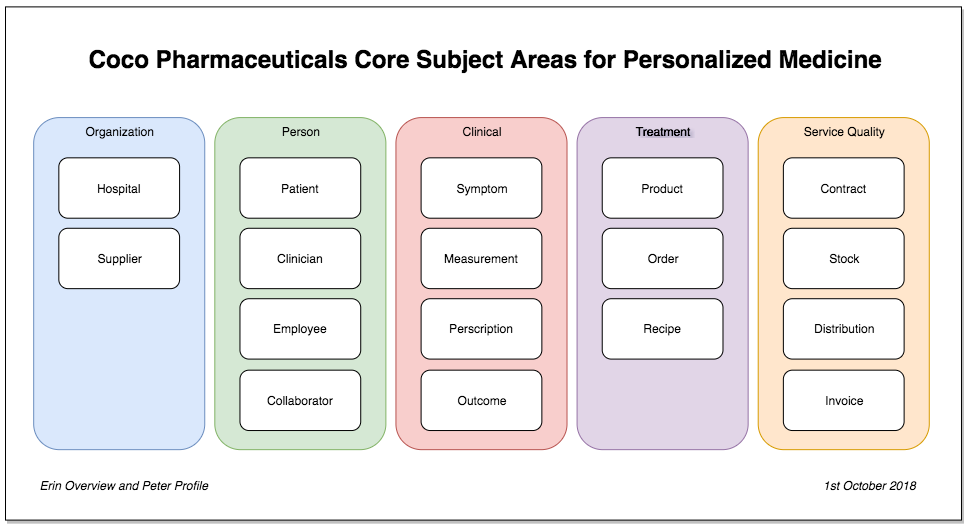 Coco Pharmaceuticals Core Subject Areas for Personalized Medicine
Organization
Hospital
Supplier
Person
Patient
Clinician
Employee
Collaborator
Clinical
Symptom
Measurement
Perscription
Outcome
Treatment
Product
Order
Recipe
Service Quality
Contract
Stock
Distribution
Invoice
Erin Overview and Peter Profile
1st October 2018